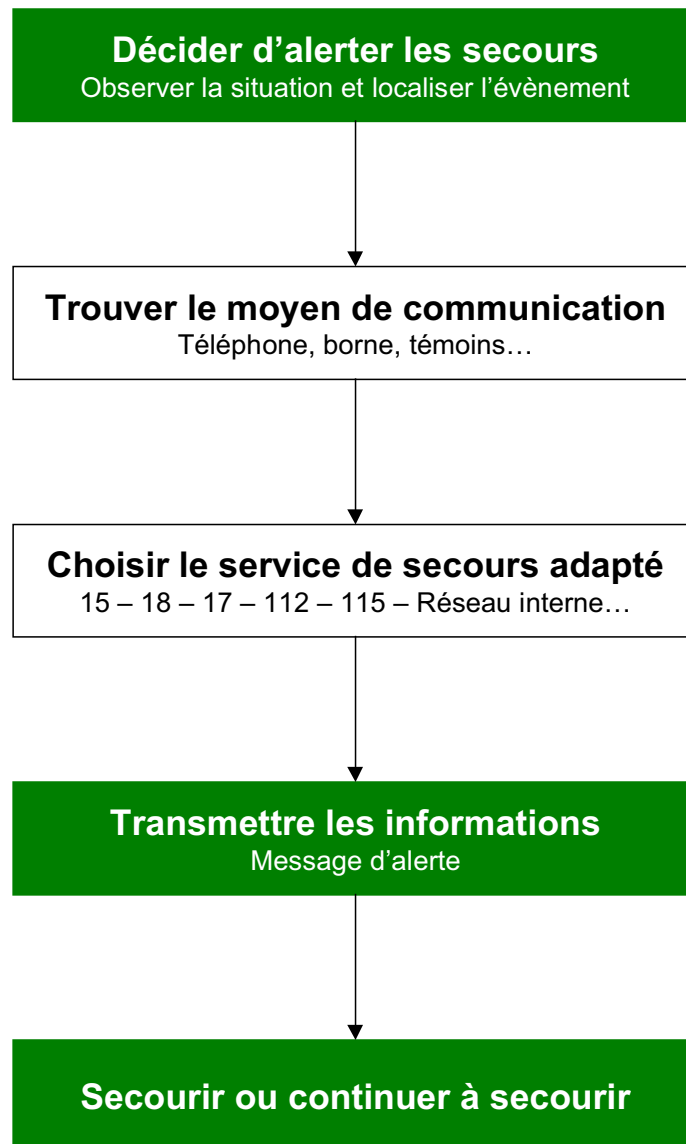 Décider d’alerter les secours
Observer la situation et localiser l’évènement
Trouver le moyen de communication
Téléphone, borne, témoins…
Choisir le service de secours adapté
15 – 18 – 17 – 112 – 115 – Réseau interne…
Transmettre les informations
Message d’alerte
Secourir ou continuer à secourir